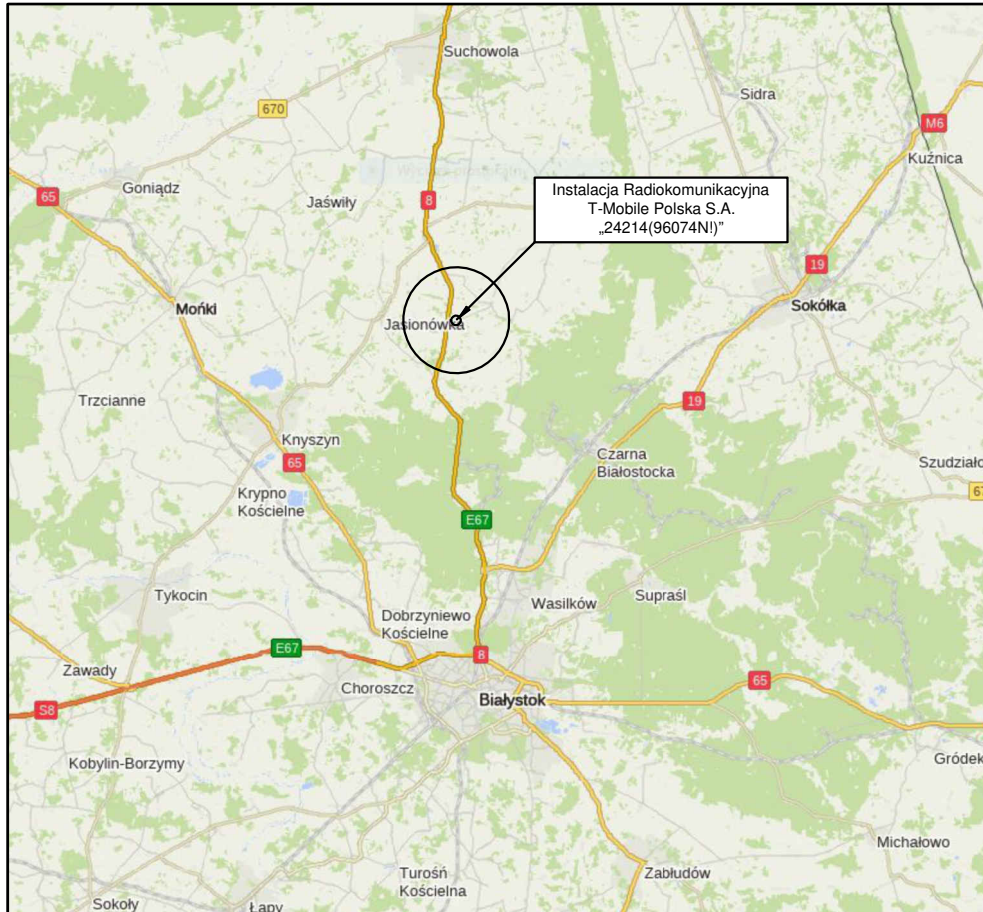 Suchowola
Sidra
670
M6
Kuźnica
Goniądz
65
Jaświły
8
Instalacja Radiokomunikacyjna
T-Mobile Polska S.A.
„24214(96074N!)”
19
Mońki
Sokółka
Jasionówka
Trzcianne
19
Knyszyn
65
Czarna
Białostocka
Szudziało
67
Krypno
Kościelne
E67
Tykocin
Wasilków
Supraśl
Dobrzyniewo
Kościelne
E67
8
Zawady
Choroszcz
65
Białystok
S8
Kobylin-Borzymy
Gródek
Michałowo
Turośń
Kościelna
Zabłudów
Sokoły
Łapy